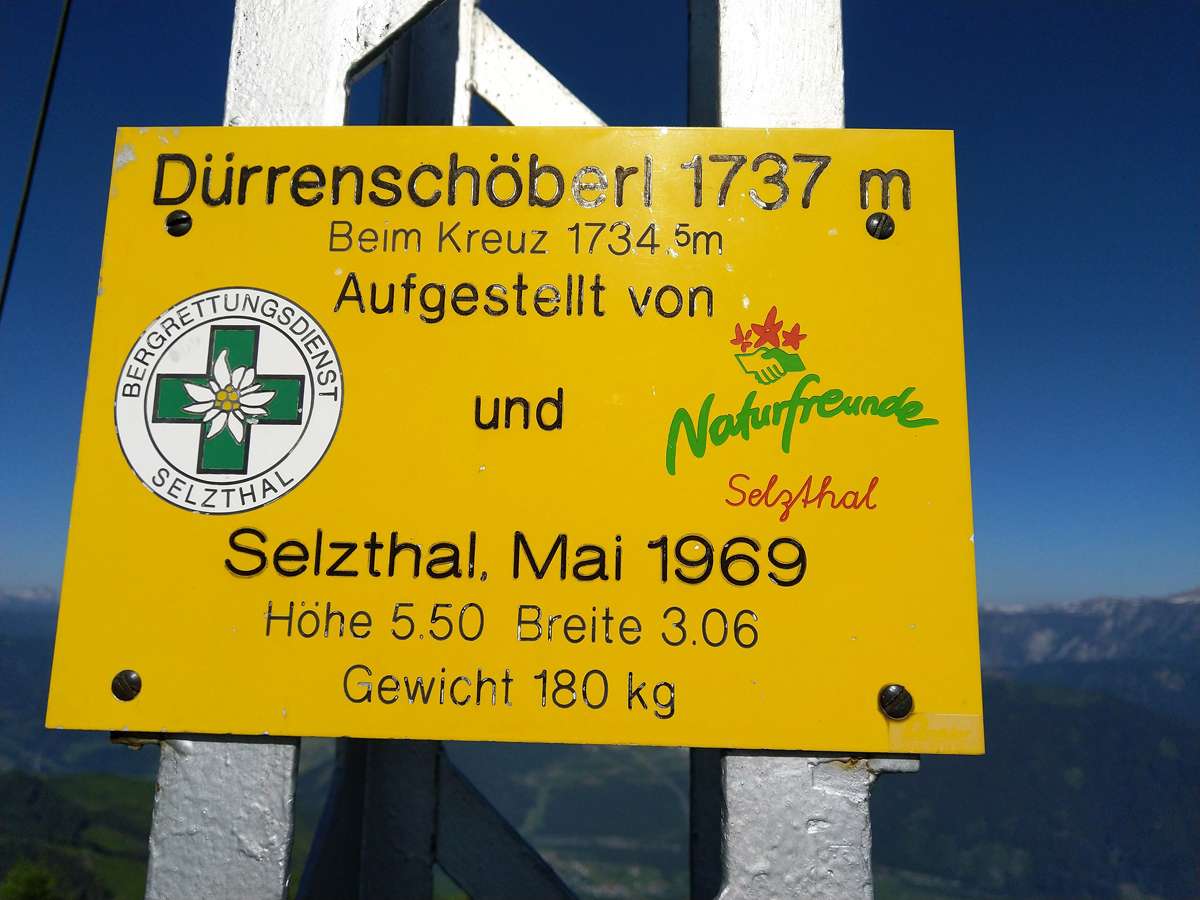 Dürrenschöberl 1737 m
Beim Kreuz 1734.5m
Aufgestellt von
BERGRETTUNGSDIENST
SELZTHAL
und
Naturfreunde
Selzthal
Selzthal, Mai 1969
Höhe 5.50 Breite 3.06
Gewicht 180 kg